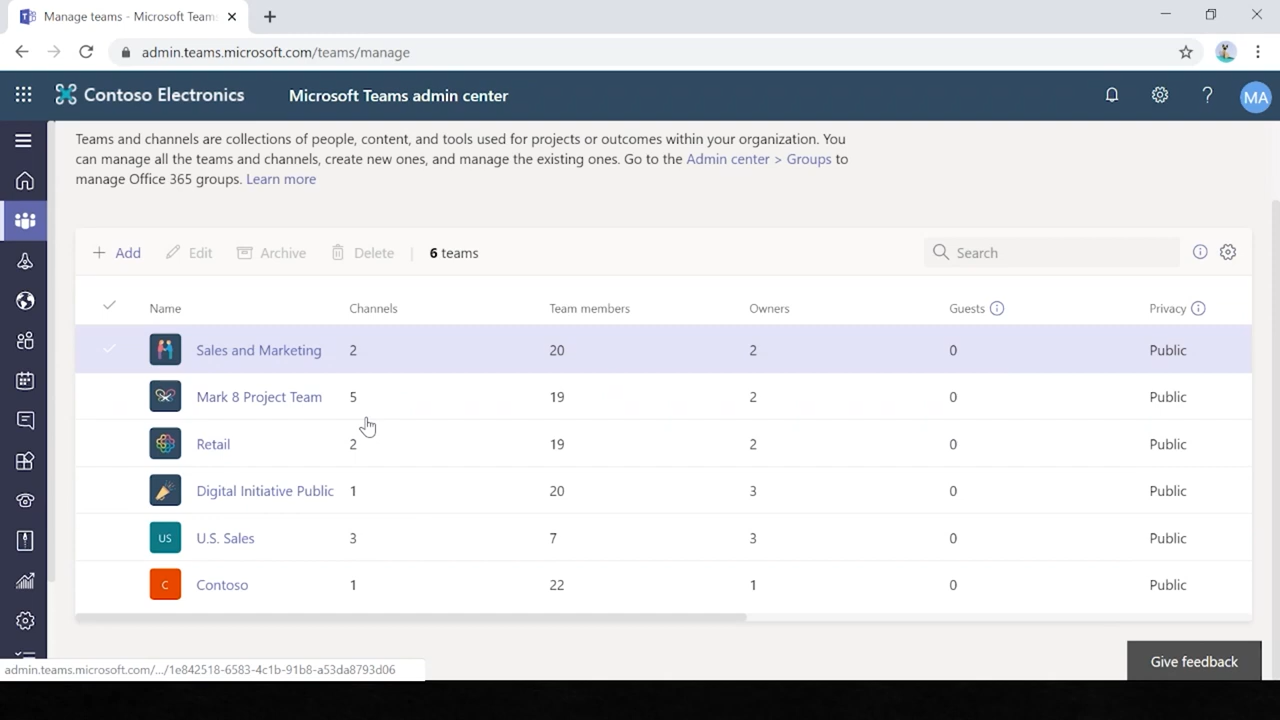 Manage teams - Microsoft Team
admin.teams.microsoft.com/teams/manage
Contoso Electronics Microsoft Teams admin center MA
Teams and channels are collections of people, content, and tools used for projects or outcomes within your organization. You
can manage all the teams and channels, create new ones, and manage the existing ones. Go to the Admin center > Groups to
manage Office 365 groups. Learn more
Add Edit Archive Delete | 6 teams Search
Name Channels Team members Owners Guests Privacy
Sales and Marketing 2 20 2 0 Public
Mark 8 Project Team 5 19 2 0 Public
Retail 2 19 2 0 Public
Digital Initiative Public 1 20 3 0 Public
US U.S. Sales 3 7 3 0 Public
C Contoso 1 22 1 0 Public
Give feedback
admin.teams.microsoft.com/.../1e842518-6583-4c1b-91b8-a53da8793d06